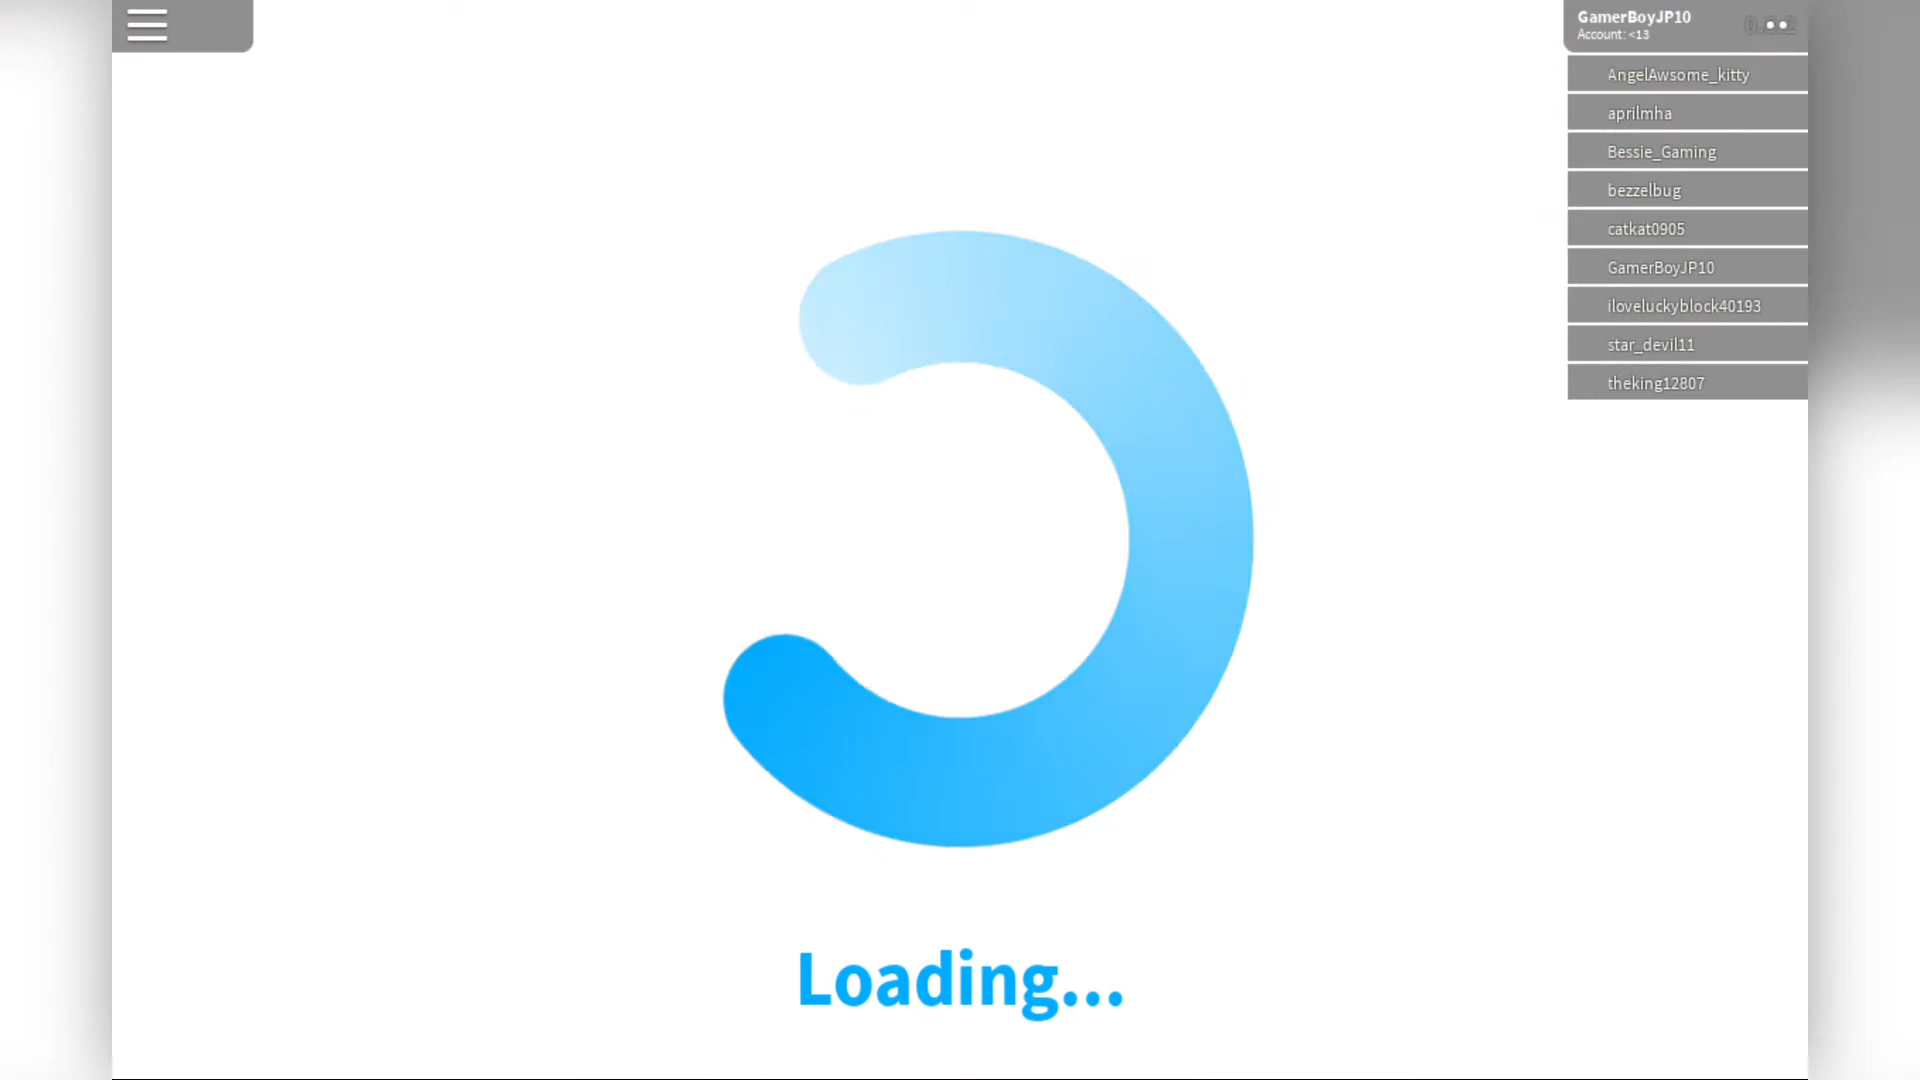 GamerBoyJP10
Account: <13
AngelAwsome_kitty
aprilmha
Bessie_Gaming
bezzelbug
catkat0905
GamerBoyJP10
iloveluckyblock40193
star_devil11
theking12807
Loading...